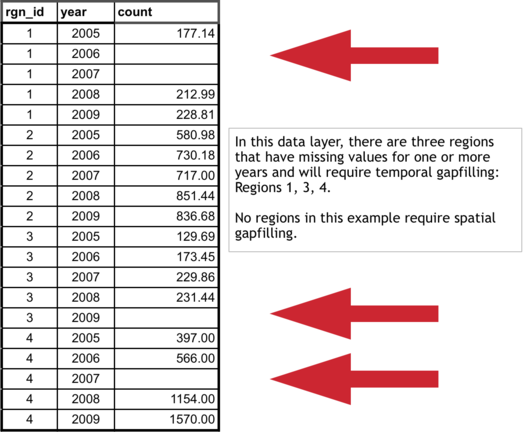 rgn_id year count
1 2005 177.14
1 2006
1 2007
1 2008 212.99
1 2009 228.81
2 2005 580.98
2 2006 730.18
2 2007 717.00
2 2008 851.44
2 2009 836.68
3 2005 129.69
3 2006 173.45
3 2007 229.86
3 2008 231.44
3 2009
4 2005 397.00
4 2006 566.00
4 2007
4 2008 1154.00
4 2009 1570.00
In this data layer, there are three regions
that have missing values for one or more
years and will require temporal gapfilling:
Regions 1, 3, 4.
No regions in this example require spatial
gapfilling.